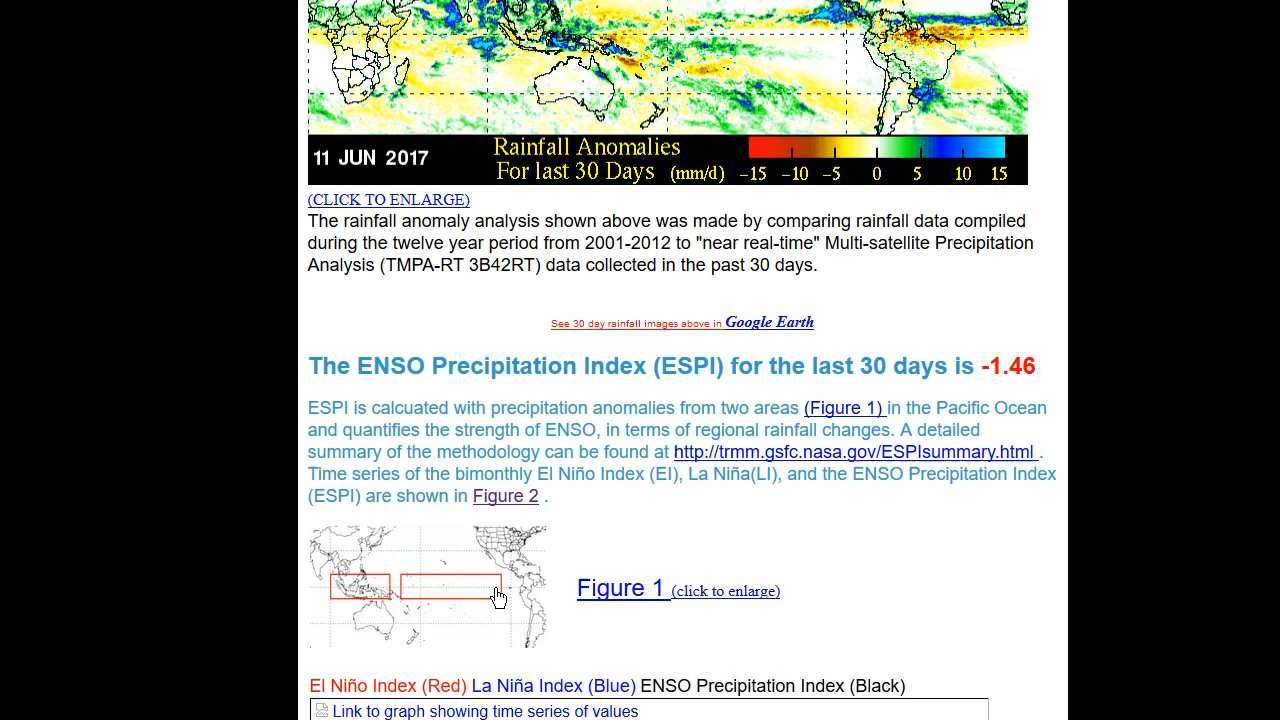 11 JUN 2017
Rainfall Anomalies
For last 30 Days (mm/d)
-15 -10 -5 0 5 10 15
(CLICK TO ENLARGE)
The rainfall anomaly analysis shown above was made by comparing rainfall data compiled
during the twelve year period from 2001-2012 to "near real-time" Multi-satellite Precipitation
Analysis (TMPA-RT 3B42RT) data collected in the past 30 days.
See 30 day rainfall images above in Google Earth
The ENSO Precipitation Index (ESPI) for the last 30 days is -1.46
ESPI is calcuated with precipitation anomalies from two areas (Figure 1) in the Pacific Ocean
and quantifies the strength of ENSO, in terms of regional rainfall changes. A detailed
summary of the methodology can be found at http://trmm.gsfc.nasa.gov/ESPIsummary.html .
Time series of the bimonthly El Niño Index (EI), La Niña(LI), and the ENSO Precipitation Index
(ESPI) are shown in Figure 2 .
Figure 1 (click to enlarge)
El Niño Index (Red) La Niña Index (Blue) ENSO Precipitation Index (Black)
Link to graph showing time series of values